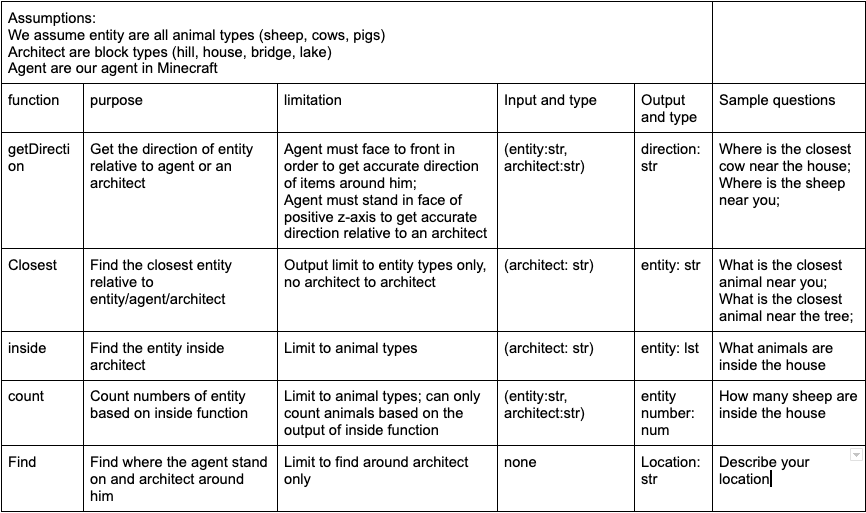 Assumptions:
We assume entity are all animal types (sheep, cows, pigs)
Architect are block types (hill, house, bridge, lake)
Agent are our agent in Minecraft
function
purpose
limitation
Input and type
Output
and type
Sample questions
getDirecti
on
Get the direction of entity
relative to agent or an
architect
Agent must face to front in
order to get accurate direction
of items around him;
Agent must stand in face of
positive z-axis to get accurate
direction relative to an architect
(entity:str,
architect:str)
direction:
str
Where is the closest
cow near the house;
Where is the sheep
near you;
Closest
Find the closest entity
relative to
entity/agent/architect
Output limit to entity types only,
no architect to architect
(architect: str)
entity: str
What is the closest
animal near you;
What is the closest
animal near the tree;
inside
Find the entity inside
architect
Limit to animal types
(architect: str)
entity: lst
What animals are
inside the house
count
Count numbers of entity
based on inside function
Limit to animal types; can only
count animals based on the
output of inside function
(entity:str,
architect:str)
entity
number:
num
How many sheep are
inside the house
Find
Find where the agent stand
on and architect around
him
Limit to find around architect
only
none
Location:
str
Describe your
location